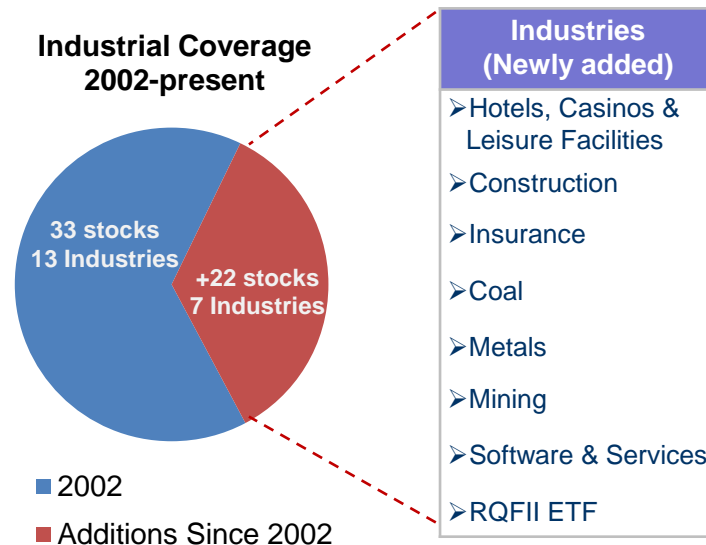 Industrial Coverage
2002-present
33 stocks
13 Industries
+22 stocks
7 Industries
2002
Additions Since 2002
Industries
(Newly added)
➢Hotels, Casinos &
Leisure Facilities
➢Construction
➢Insurance
➢Coal
➢Metals
➢Mining
➢Software & Services
➢RQFII ETF